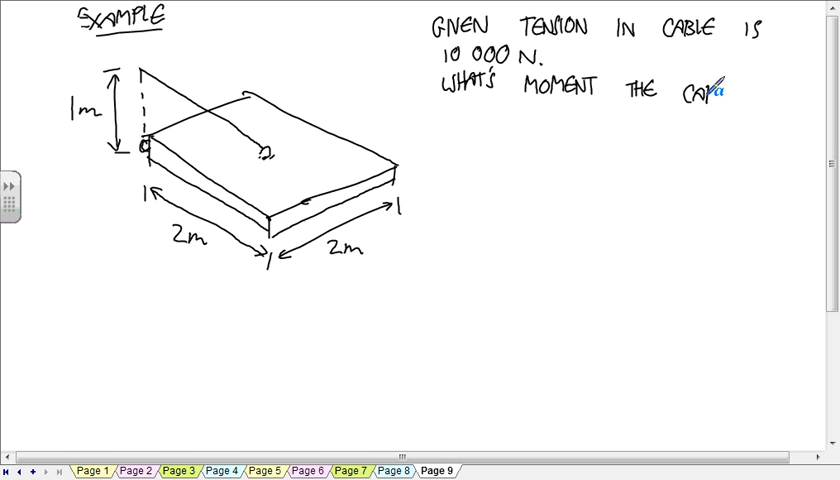 EXAMPLE
GIVEN TENSION IN CABLE IS
10 000 N.
WHAT'S MOMENT THE
1m
2m
2m
Page 1 Page 2 Page 3 Page 4 Page 5 Page 6 Page 7 Page 8 Page 9